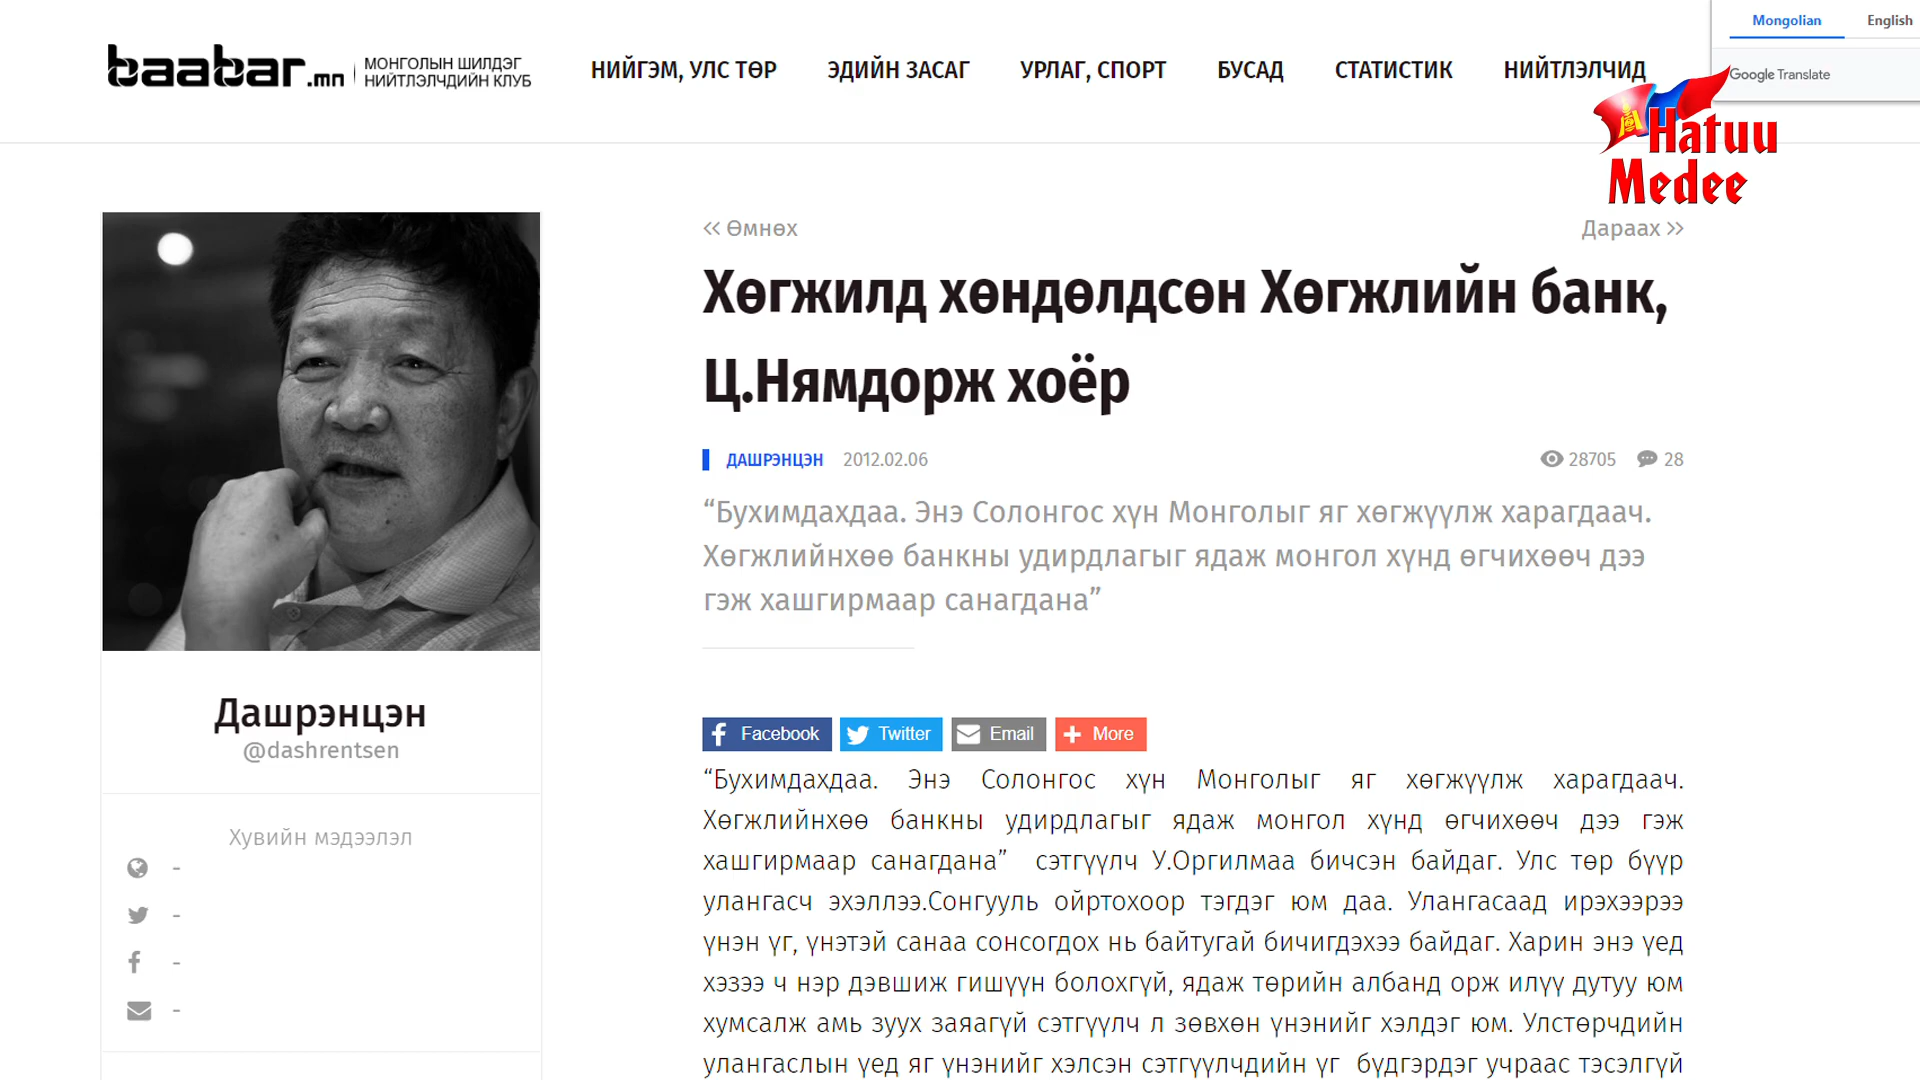 baabar.mn
МОНГОЛЫН ШИЛДЭГ
НИЙТЛЭЛЧДИЙН КЛУБ
НИЙГЭМ, УЛС ТӨР
ЭДИЙН ЗАСАГ
УРЛАГ, СПОРТ
БУСАД
СТАТИСТИК
НИЙТЛЭЛЧИД
Mongolian
English
Google Translate
Hatuu
Medee
Өмнөх
Дараах
Хөгжилд хөндөлдсөн Хөгжлийн банк,
Ц.Нямдорж хоёр
ДАШРЭНЦЭН 2012.02.06
28705 28
“Бухимдахдаа. Энэ Солонгос хүн Монголыг яг хөгжүүлж харагдаач.
Хөгжлийнхөө банкны удирдлагыг ядаж монгол хүнд өгчихөөч дээ
гэж хашгирмаар санагдана”
Facebook
Twitter
Email
More
“Бухимдахдаа. Энэ Солонгос хүн Монголыг яг хөгжүүлж харагдаач.
Хөгжлийнхөө банкны удирдлагыг ядаж монгол хүнд өгчихөөч дээ гэж
хашгирмаар санагдана” сэтгүүлч У.Оргилмаа бичсэн байдаг. Улс төр бүүр
улангасч эхэллээ.Сонгууль ойртохоор тэгдэг юм даа. Улангасаад ирэхээрээ
үнэн үг, үнэтэй санаа сонсогдох нь байтугай бичигдэхээ байдаг. Харин энэ үед
хэзээ ч нэр дэвшиж гишүүн болохгүй, ядаж төрийн албанд орж илүү дутуу юм
хумсалж амь зуух заяагүй сэтгүүлч л зөвхөн үнэнийг хэлдэг юм. Улстөрчдийн
улангаслын үед яг үнэнийг хэлсэн сэтгүүлчдийн үг бүдгэрдэг учраас тэсэлгүй
Дашрэнцэн
@dashrentsen
Хувийн мэдээлэл
-
-
-
-